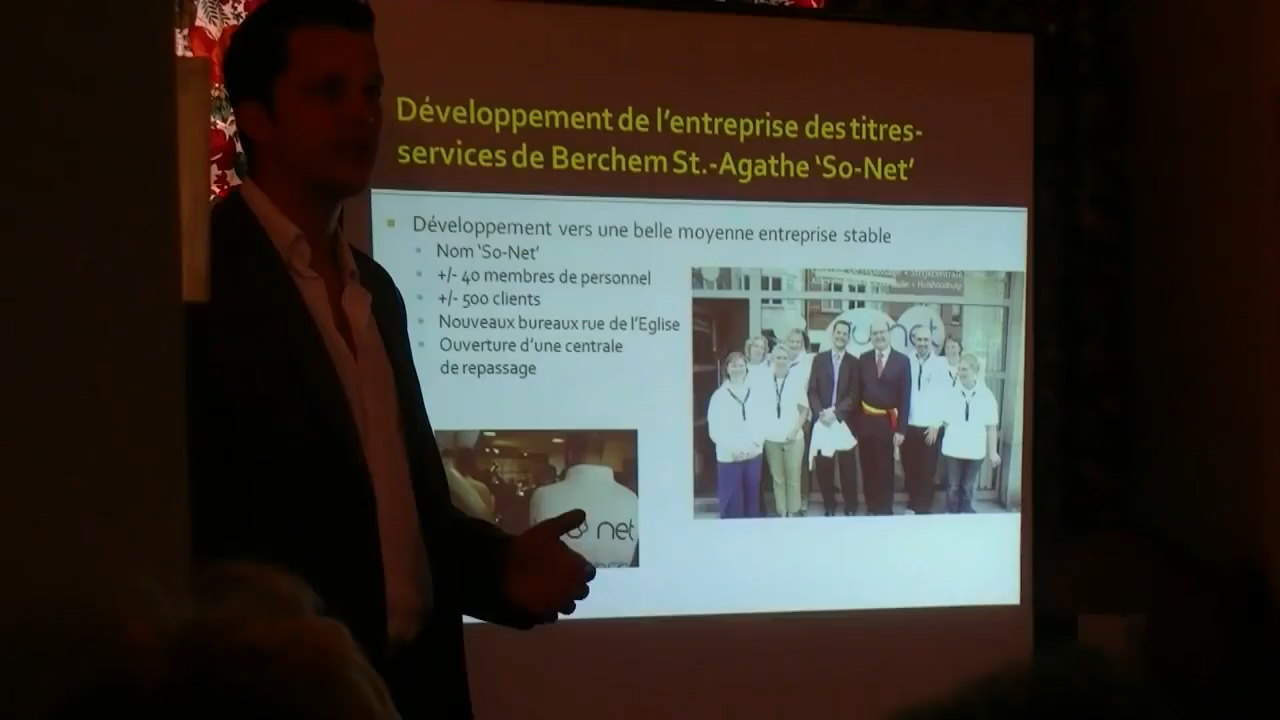 Développement de l'entreprise des titres-
services de Berchem St.-Agathe 'So-Net'
Développement vers une belle moyenne entreprise stable
Nom 'So-Net'
+/- 40 membres de personnel
+/- 500 clients
Nouveaux bureaux rue de l'Eglise
Ouverture d'une centrale
de repassage
net
net